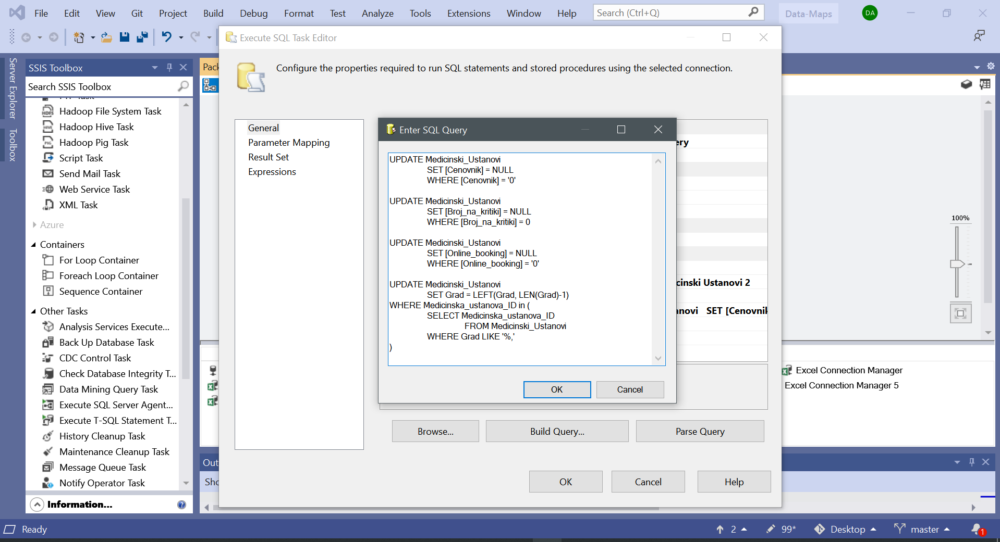 File Edit View Git Project Build Debug Format Test Analyze Tools Extensions Window Help Search (Ctrl+Q) Data-Maps DA
Execute SQL Task Editor
Server Explorer
Toolbox
SSIS Toolbox
Search SSIS Toolbox
Hadoop File System Task
Hadoop Hive Task
Hadoop Pig Task
Script Task
Send Mail Task
Web Service Task
XML Task
Azure
Containers
For Loop Container
Foreach Loop Container
Sequence Container
Other Tasks
Analysis Services Execute...
Back Up Database Task
CDC Control Task
Check Database Integrity T...
Data Mining Query Task
Execute SQL Server Agent...
Execute T-SQL Statement T...
History Cleanup Task
Maintenance Cleanup Task
Message Queue Task
Notify Operator Task
Information...
Pack
Configure the properties required to run SQL statements and stored procedures using the selected connection.
General
Parameter Mapping
Result Set
Expressions
Enter SQL Query
UPDATE Medicinski_Ustanovi
SET [Cenovnik] = NULL
WHERE [Cenovnik] = '0'
UPDATE Medicinski_Ustanovi
SET [Broj_na_kritiki] = NULL
WHERE [Broj_na_kritiki] = 0
UPDATE Medicinski_Ustanovi
SET [Online_booking] = NULL
WHERE [Online_booking] = '0'
UPDATE Medicinski_Ustanovi
SET Grad = LEFT(Grad, LEN(Grad)-1)
WHERE Medicinska_ustanova_ID in (
SELECT Medicinska_ustanova_ID
FROM Medicinski_Ustanovi
WHERE Grad LIKE '%,'
)
OK Cancel
ery
cinski Ustanovi 2
anovi SET [Cenovnik
Browse... Build Query... Parse Query
OK Cancel Help
100%
Excel Connection Manager
Excel Connection Manager 5
Out
Sho
Ready 2 99* Desktop master 1